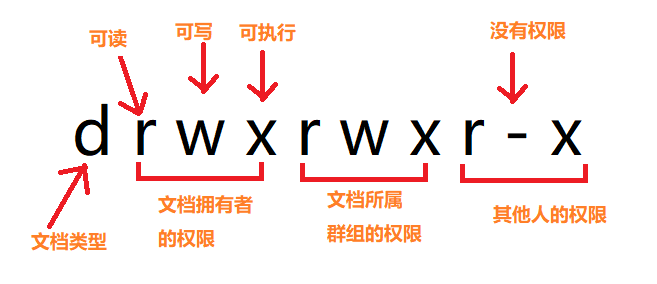 可读
可写
可执行
没有权限
d r w x r w x r - x
文档类型
文档拥有者
的权限
文档所属
群组的权限
其他人的权限